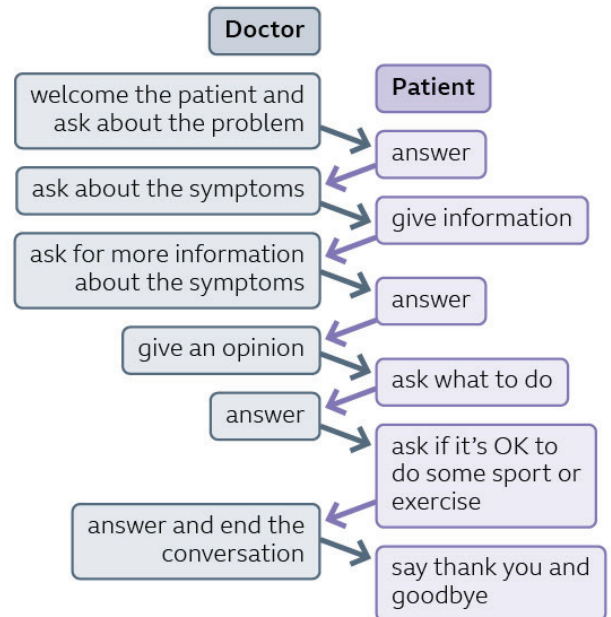 Doctor
Patient
welcome the patient and
ask about the problem
answer
ask about the symptoms
give information
ask for more information
about the symptoms
answer
give an opinion
ask what to do
answer
ask if it's OK to
do some sport or
exercise
answer and end the
conversation
say thank you and
goodbye